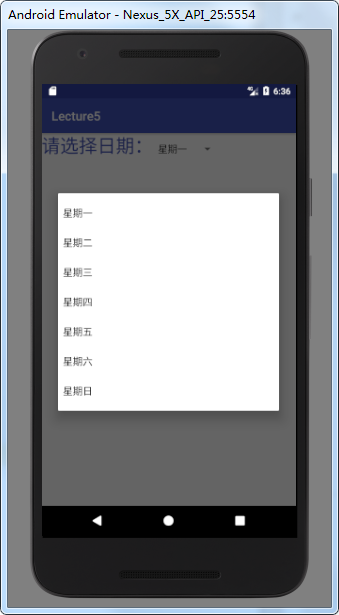 Android Emulator - Nexus_5X_API_25:5554
4G 6:36
Lecture5
请选择日期： 星期一
星期一
星期二
星期三
星期四
星期五
星期六
星期日